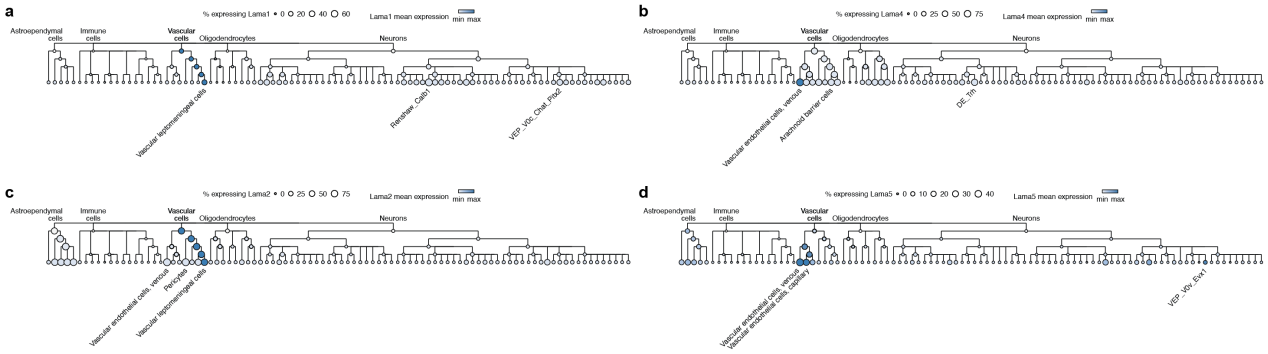 a
% expressing Lama1 0 20 40 60 Lama1 mean expression min max
Astroependymal cells
Immune cells
Vascular cells
Oligodendrocytes
Neurons
Vascular leptomeningeal cells
Renshaw_Calb1
VEP_V0c_Chat_Pitx2
b
% expressing Lama4 0 25 50 75 Lama4 mean expression min max
Astroependymal cells
Immune cells
Vascular cells
Oligodendrocytes
Neurons
Vascular endothelial cells, venous
Arachnoid barrier cells
DE_Trh
c
% expressing Lama2 0 25 50 75 Lama2 mean expression min max
Astroependymal cells
Immune cells
Vascular cells
Oligodendrocytes
Neurons
Vascular endothelial cells, venous
Pericytes
Vascular leptomeningeal cells
d
% expressing Lama5 0 10 20 30 40 Lama5 mean expression min max
Astroependymal cells
Immune cells
Vascular cells
Oligodendrocytes
Neurons
Vascular endothelial cells, venous
Vascular endothelial cells, capillary
VEP_V0v_Evx1